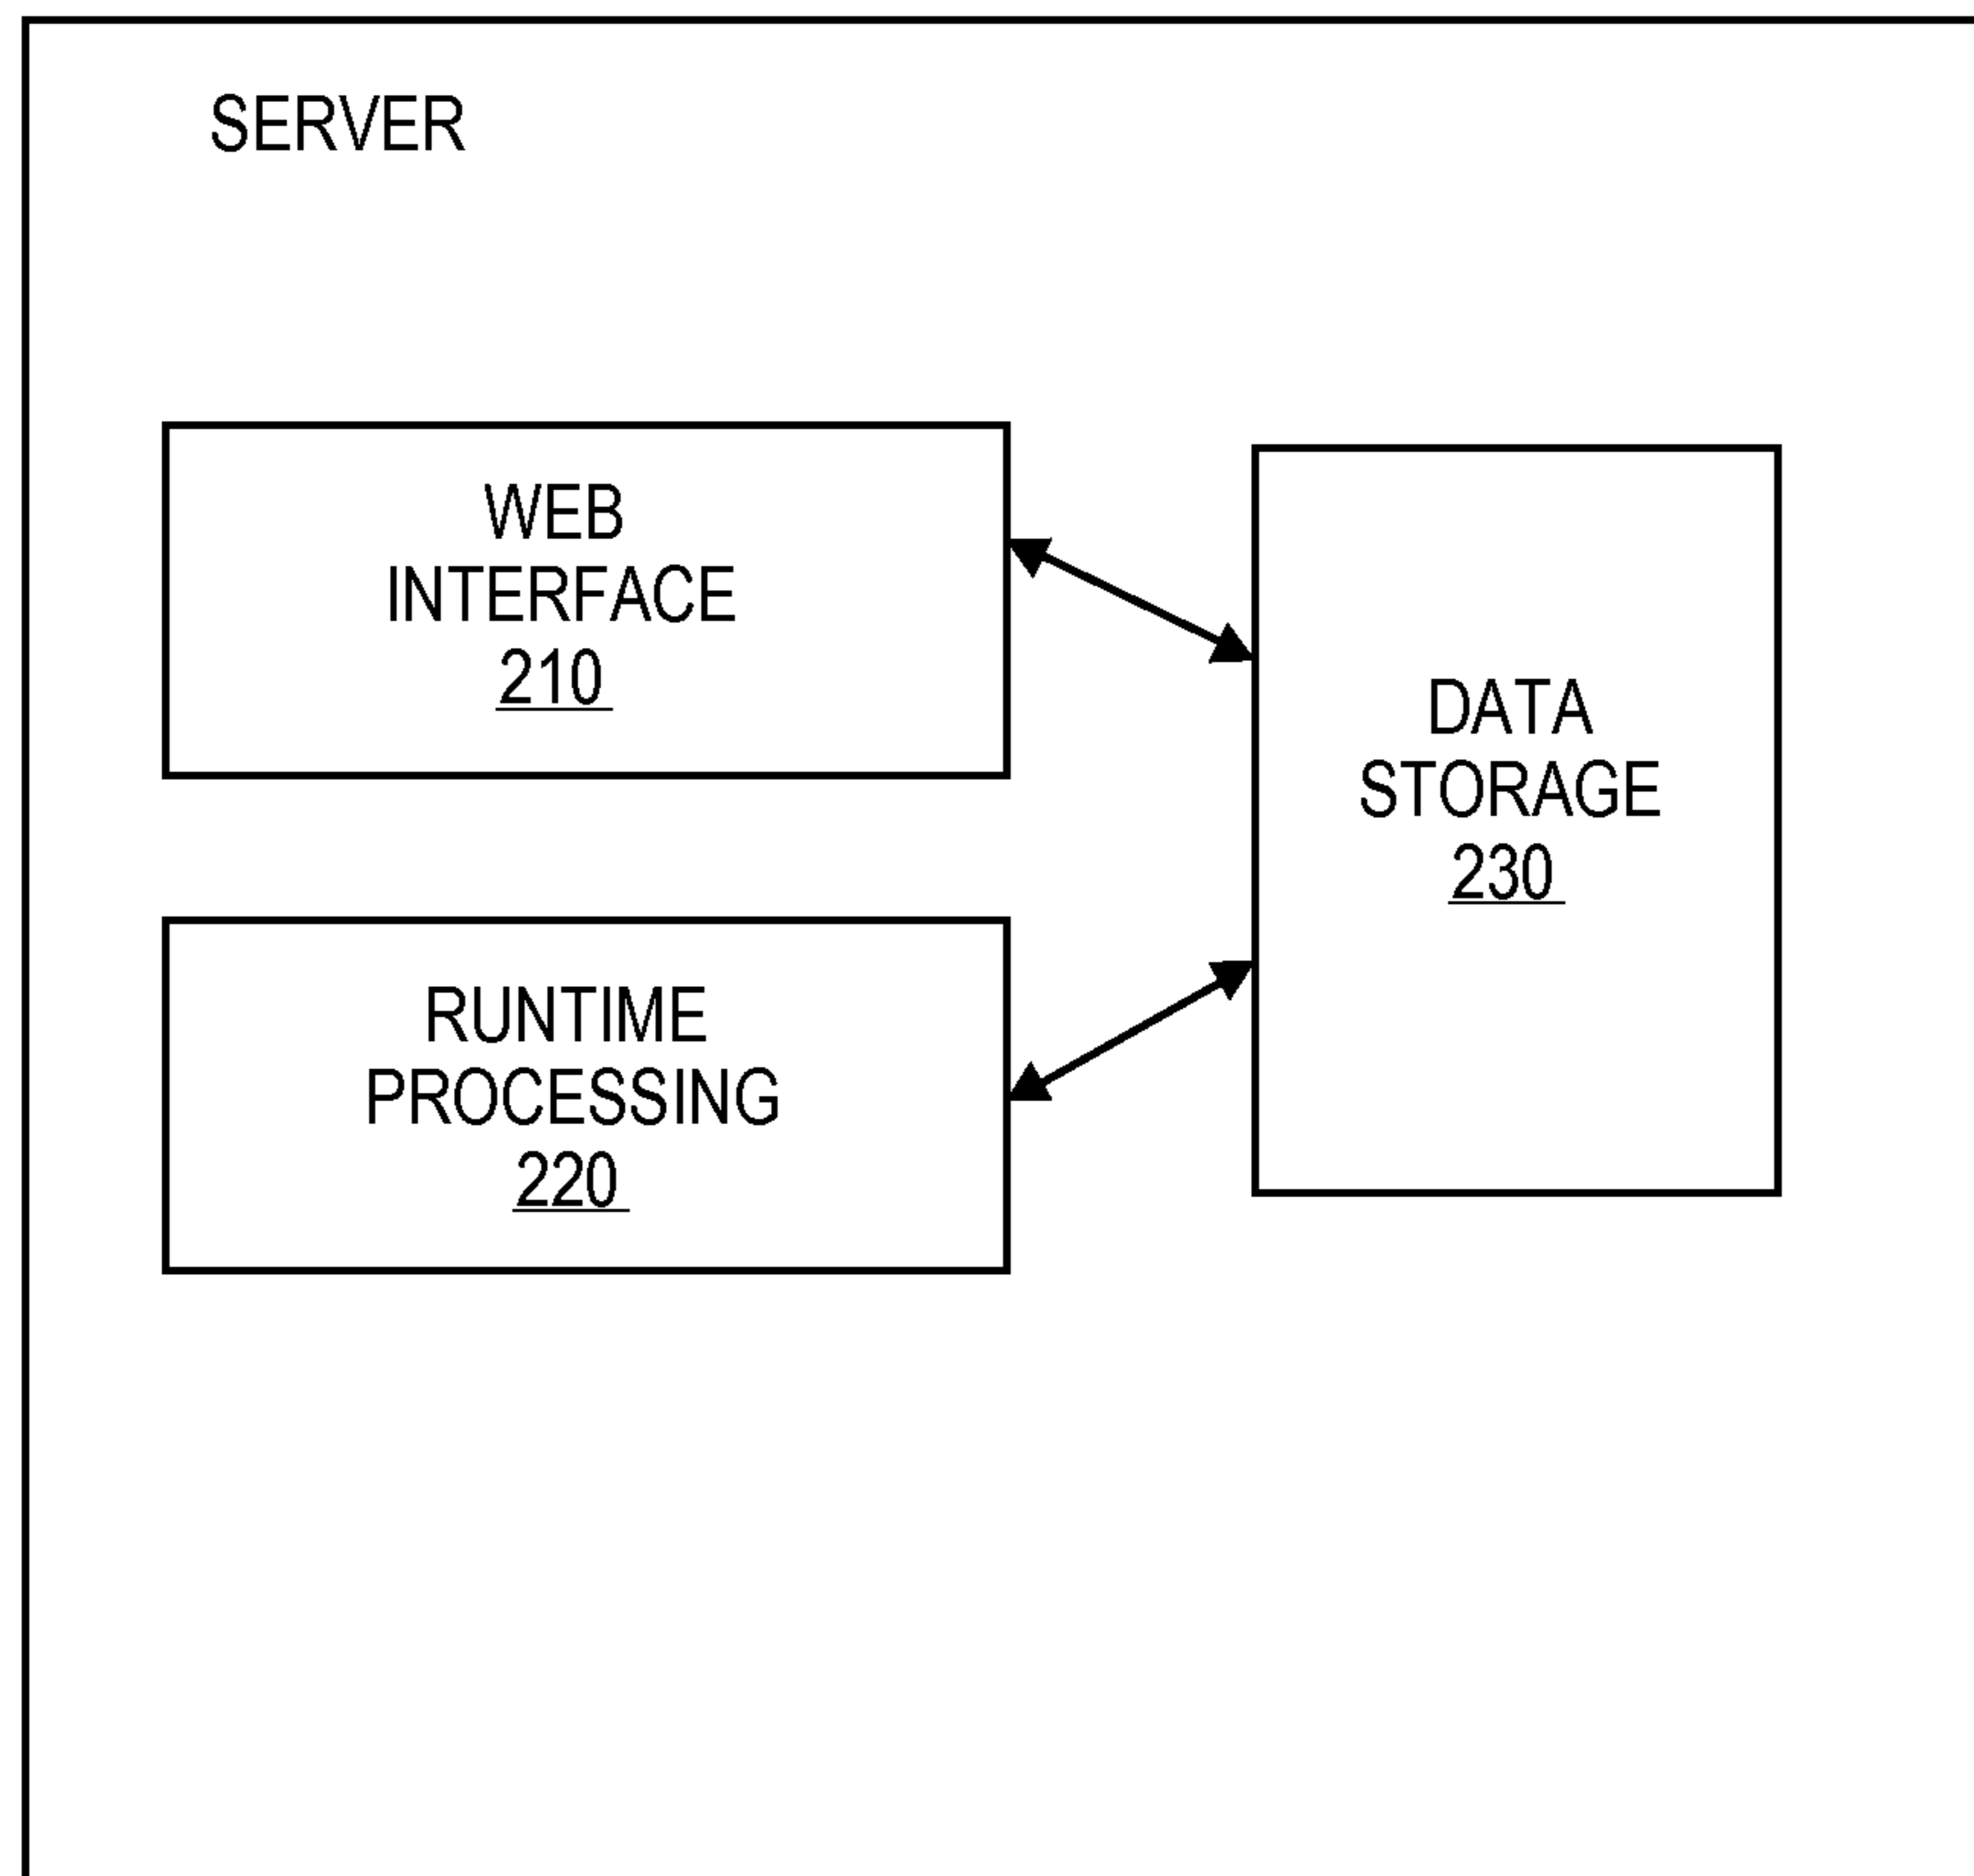 SERVER
WEB
INTERFACE
210
DATA
STORAGE
230
RUNTIME
PROCESSING
220